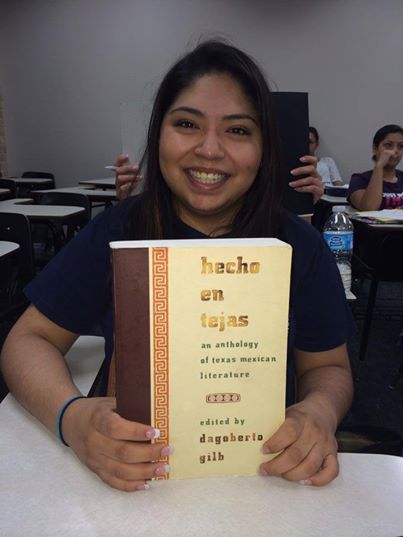 hecho
en
tejas
an anthology
of texas mexican
literature
edited by
dagoberto
gilb